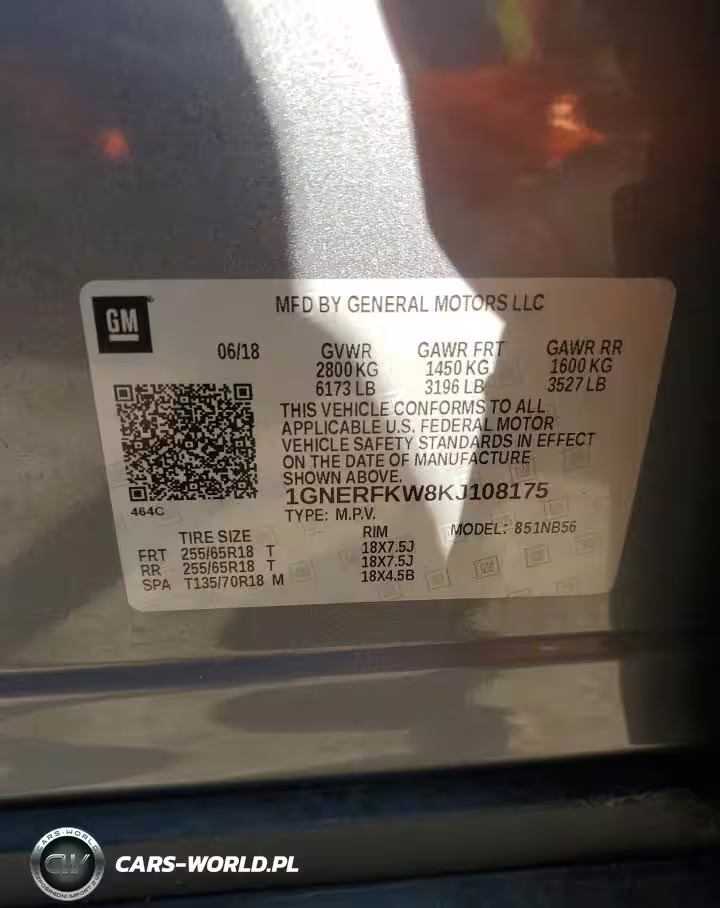 GM
MFD BY GENERAL MOTORS LLC
06/18 GVWR GAWR FRT GAWR RR
2800 KG 1450 KG 1600 KG
6173 LB 3196 LB 3527 LB
THIS VEHICLE CONFORMS TO ALL
APPLICABLE U.S. FEDERAL MOTOR
VEHICLE SAFETY STANDARDS IN EFFECT
ON THE DATE OF MANUFACTURE
SHOWN ABOVE.
1GNERFKW8KJ108175
TYPE: M.P.V. MODEL: 851NB56
464C
TIRE SIZE RIM
FRT 255/65R18 T 18X7.5J
RR 255/65R18 T 18X7.5J
SPA T135/70R18 M 18X4.5B
CARS-WORLD
CW
CARS-WORLD.PL